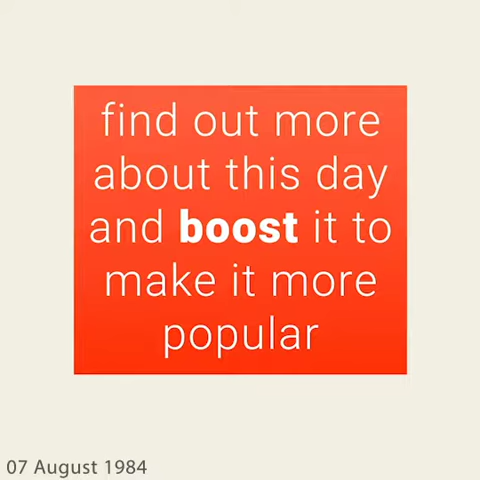 find out more
about this day
and boost it to
make it more
popular
07 August 1984